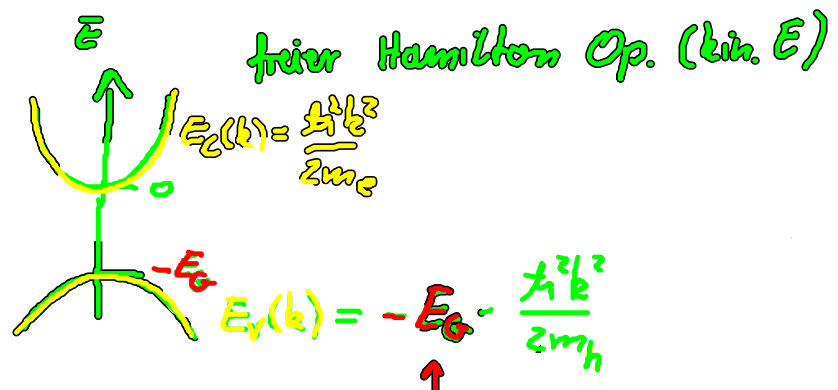 E
freier Hamilton Op. (kin. E)
E_c(k) = ħ²k² / 2m_e
0
-E_G
E_v(k) = -E_G - ħ²k² / 2m_h